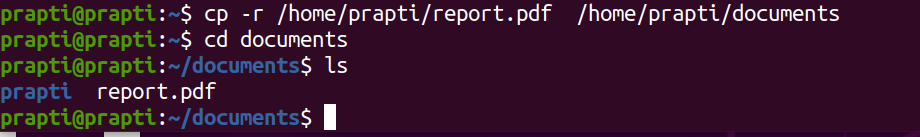 prapti@prapti:~$ cp -r /home/prapti/report.pdf  /home/prapti/documents
prapti@prapti:~$ cd documents
prapti@prapti:~/documents$ ls
prapti  report.pdf
prapti@prapti:~/documents$